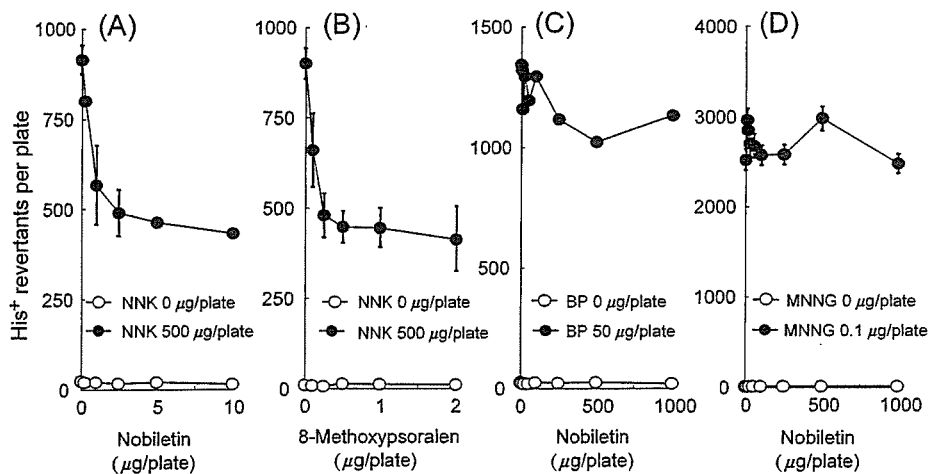 (A)
1000
750
500
250
0
His+ revertants per plate
NNK 0 μg/plate
NNK 500 μg/plate
0 5 10
Nobiletin
(μg/plate)
(B)
1000
750
500
250
0
NNK 0 μg/plate
NNK 500 μg/plate
0 1 2
8-Methoxypsoralen
(μg/plate)
(C)
1500
1000
500
0
BP 0 μg/plate
BP 50 μg/plate
0 500 1000
Nobiletin
(μg/plate)
(D)
4000
3000
2000
1000
0
MNNG 0 μg/plate
MNNG 0.1 μg/plate
0 500 1000
Nobiletin
(μg/plate)